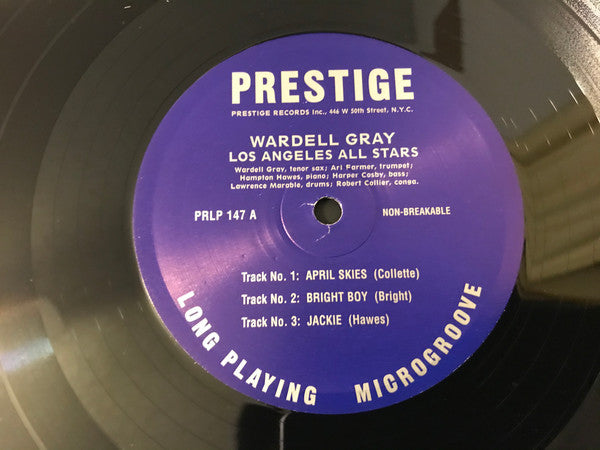 PRESTIGE
PRESTIGE RECORDS Inc., 446 W 50th Street, N.Y.C.
WARDELL GRAY
LOS ANGELES ALL STARS
Wardell Gray, tenor sax; Art Farmer, trumpet;
Hampton Hawes, piano; Harper Cosby, bass;
Lawrence Marable, drums; Robert Collier, conga.
PRLP 147 A
NON-BREAKABLE
Track No. 1: APRIL SKIES (Collette)
Track No. 2: BRIGHT BOY (Bright)
Track No. 3: JACKIE (Hawes)
LONG PLAYING MICROGROOVE